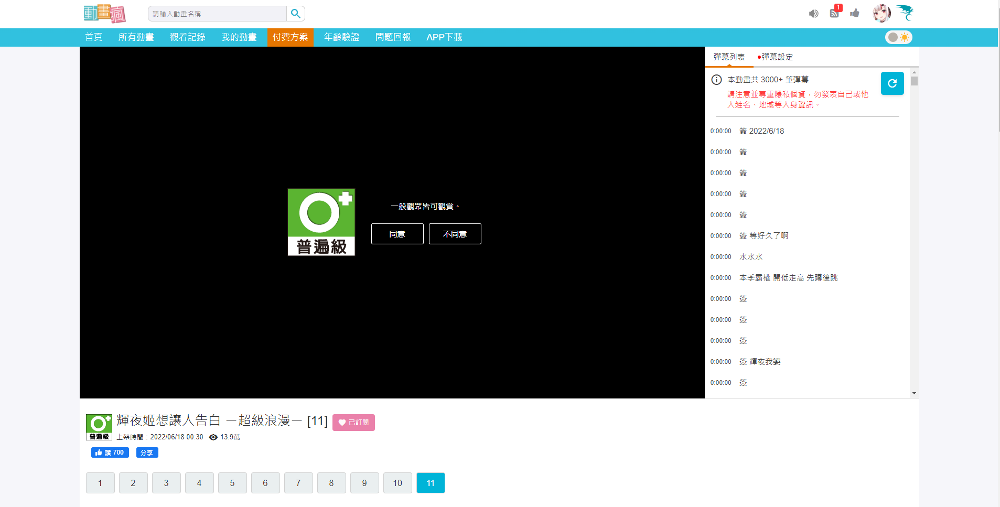 動畫瘋
請輸入動畫名稱
1
首頁 所有動畫 觀看記錄 我的動畫 付費方案 年齡驗證 問題回報 APP下載
彈幕列表 彈幕設定
本動畫共 3000+ 筆彈幕
請注意並尊重隱私個資，勿發表自己或他
人姓名、地域等人身資訊。
0:00:00 簽 2022/6/18
0:00:00 簽
0:00:00 簽
0:00:00 簽
0:00:00 簽
0:00:00 簽 等好久了啊
0:00:00 水水水
0:00:00 本季霸權 開低走高 先蹲後跳
0:00:00 簽
0:00:00 簽
0:00:00 簽
0:00:00 簽 輝夜我婆
0:00:00 簽
一般觀眾皆可觀賞。
同意 不同意
普遍級
輝夜姬想讓人告白 －超級浪漫－ [11] 已訂閱
普遍級
上架時間：2022/06/18 00:30 13.9萬
讚 700 分享
1 2 3 4 5 6 7 8 9 10 11